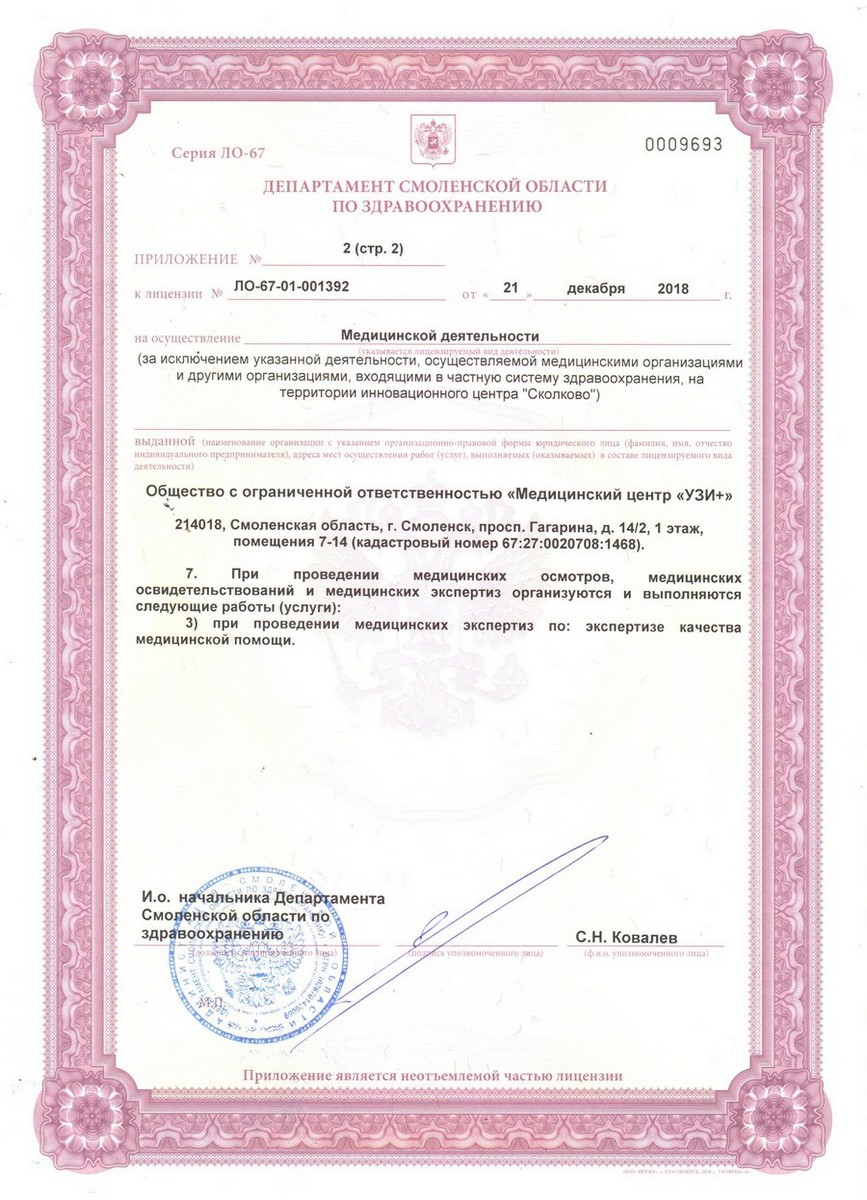 Серия ЛО-67
0009693
ДЕПАРТАМЕНТ СМОЛЕНСКОЙ ОБЛАСТИ
ПО ЗДРАВООХРАНЕНИЮ
ПРИЛОЖЕНИЕ № 2 (стр. 2)
к лицензии № ЛО-67-01-001392 от « 21 » декабря 2018 г.
на осуществление Медицинской деятельности
(указывается лицензируемый вид деятельности)
(за исключением указанной деятельности, осуществляемой медицинскими организациями
и другими организациями, входящими в частную систему здравоохранения, на
территории инновационного центра "Сколково")
выданной (наименование организации с указанием организационно-правовой формы юридического лица (фамилия, имя, отчество
индивидуального предпринимателя), адреса мест осуществления работ (услуг), выполняемых (оказываемых) в составе лицензируемого вида
деятельности)
Общество с ограниченной ответственностью «Медицинский центр «УЗИ+»
214018, Смоленская область, г. Смоленск, просп. Гагарина, д. 14/2, 1 этаж,
помещения 7-14 (кадастровый номер 67:27:0020708:1468).
7. При проведении медицинских осмотров, медицинских
освидетельствований и медицинских экспертиз организуются и выполняются
следующие работы (услуги):
3) при проведении медицинских экспертиз по: экспертизе качества
медицинской помощи.
И.о. начальника Департамента
Смоленской области по
здравоохранению
С.Н. Ковалев
(должность уполномоченного лица)
(подпись уполномоченного лица)
(ф.и.о. уполномоченного лица)
М.П.
Приложение является неотъемлемой частью лицензии